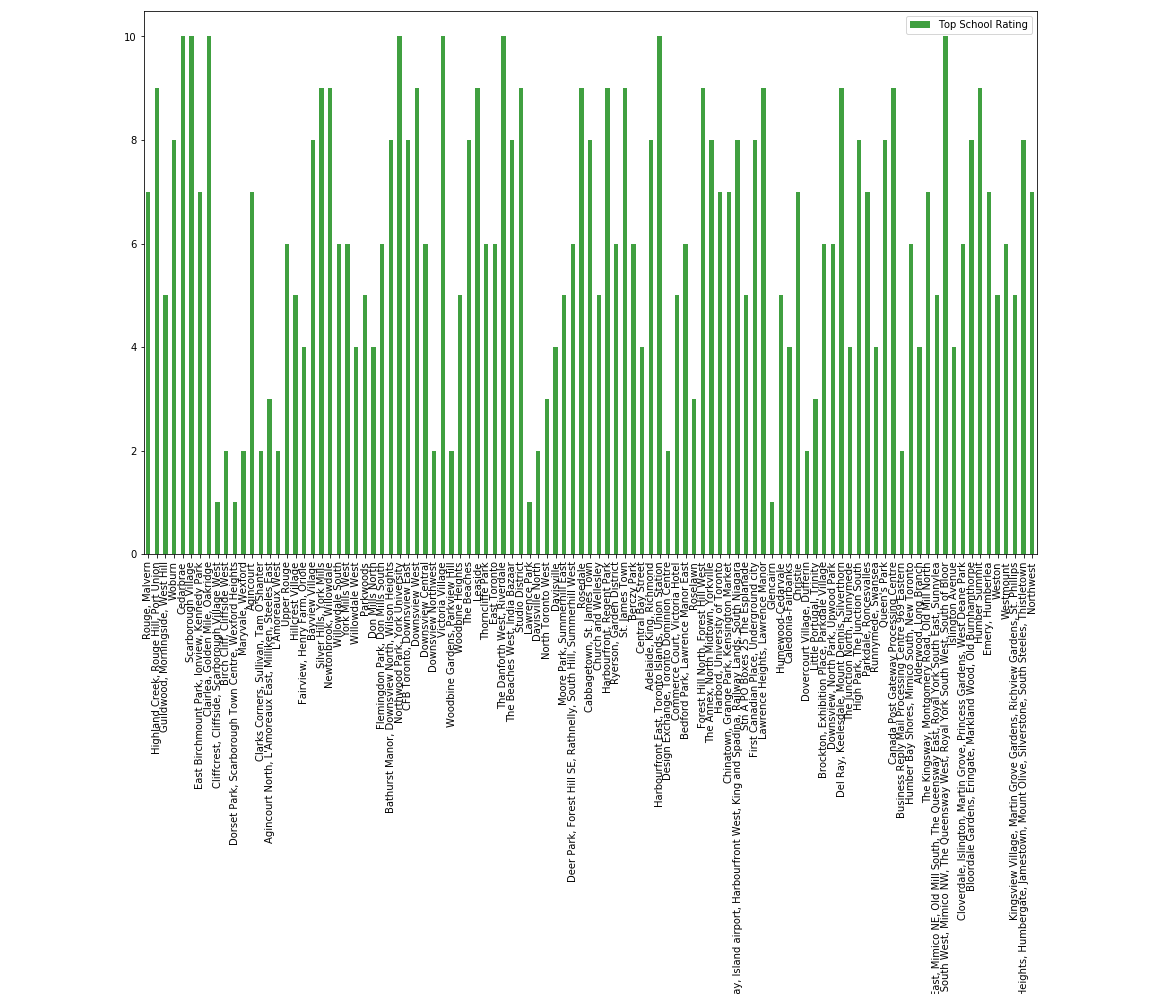 Top School Rating
10
8
6
4
2
0
Rouge, Malvern
Highland Creek, Rouge Hill, Port Union
Guildwood, Morningside, West Hill
Woburn
Cedarbrae
Scarborough Village
East Birchmount Park, Ionview, Kennedy Park
Clairlea, Golden Mile, Oakridge
Cliffcrest, Cliffside, Scarborough Village West
Birch Cliff, Cliffside West
Dorset Park, Scarborough Town Centre, Wexford Heights
Maryvale, Wexford
Agincourt
Clarks Corners, Sullivan, Tam O'Shanter
Agincourt North, L'Amoreaux East, Milliken, Steeles East
L'Amoreaux West
Upper Rouge
Hillcrest Village
Fairview, Henry Farm, Oriole
Bayview Village
Silver Hills, York Mills
Newtonbrook, Willowdale
Willowdale South
York Mills West
Willowdale West
Parkwoods
Don Mills North
Flemingdon Park, Don Mills South
Bathurst Manor, Downsview North, Wilson Heights
Northwood Park, York University
CFB Toronto, Downsview East
Downsview West
Downsview Central
Downsview Northwest
Victoria Village
Woodbine Gardens, Parkview Hill
Woodbine Heights
The Beaches
Leaside
Thorncliffe Park
East Toronto
The Danforth West, Riverdale
The Beaches West, India Bazaar
Studio District
Lawrence Park
Davisville North
North Toronto West
Davisville
Moore Park, Summerhill East
Deer Park, Forest Hill SE, Rathnelly, South Hill, Summerhill West
Rosedale
Cabbagetown, St. James Town
Church and Wellesley
Harbourfront, Regent Park
Ryerson, Garden District
St. James Town
Berczy Park
Central Bay Street
Adelaide, King, Richmond
Harbourfront East, Toronto Islands, Union Station
Design Exchange, Toronto Dominion Centre
Commerce Court, Victoria Hotel
Bedford Park, Lawrence Manor East
Roselawn
Forest Hill North, Forest Hill West
The Annex, North Midtown, Yorkville
Harbord, University of Toronto
Chinatown, Grange Park, Kensington Market
ay, Island airport, Harbourfront West, King and Spadina, Railway Lands, South Niagara
Stn A PO Boxes 25 The Esplanade
First Canadian Place, Underground city
Lawrence Heights, Lawrence Manor
Glencairn
Humewood-Cedarvale
Caledonia-Fairbanks
Christie
Dovercourt Village, Dufferin
Little Portugal, Trinity
Brockton, Exhibition Place, Parkdale Village
Downsview, North Park, Upwood Park
Del Ray, Keelesdale, Mount Dennis, Silverthorn
The Junction North, Runnymede
High Park, The Junction South
Parkdale, Roncesvalles
Runnymede, Swansea
Queen's Park
Canada Post Gateway Processing Centre
Business Reply Mail Processing Centre 969 Eastern
Humber Bay Shores, Mimico South, New Toronto
Alderwood, Long Branch
The Kingsway, Montgomery Road, Old Mill North
East, Mimico NE, Old Mill South, The Queensway East, Royal York South East, Sunnylea
South West, Mimico NW, The Queensway West, Royal York South West, South of Bloor
Islington Avenue
Cloverdale, Islington, Martin Grove, Princess Gardens, West Deane Park
Bloordale Gardens, Eringate, Markland Wood, Old Burnhamthorpe
Humber Summit
Emery, Humberlea
Weston
Westmount
Kingsview Village, Martin Grove Gardens, Richview Gardens, St. Phillips
Heights, Humbergate, Jamestown, Mount Olive, Silverstone, South Steeles, Thistletown
Northwest